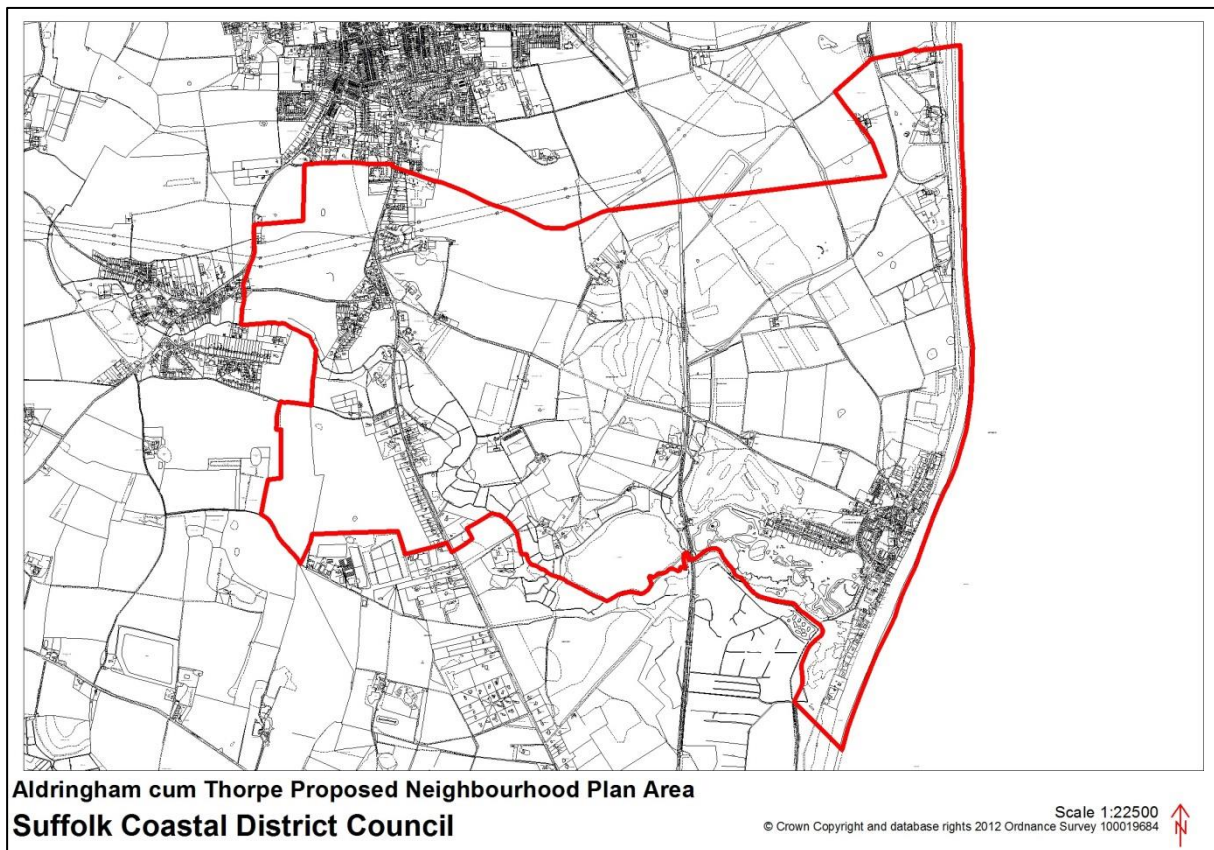 Aldringham cum Thorpe Proposed Neighbourhood Plan Area
Suffolk Coastal District Council
Scale 1:22500
© Crown Copyright and database rights 2012 Ordnance Survey 100019684
N